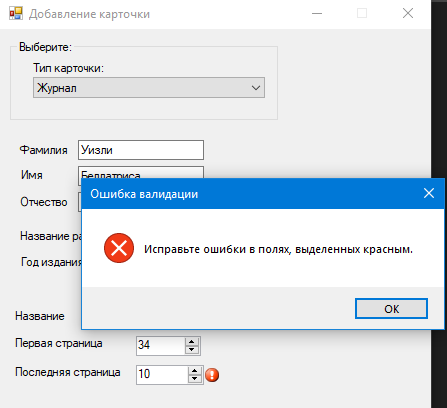 Добавление карточки
Выберите:
Тип карточки:
Журнал
Фамилия Уизли
Имя Беллатриса
Отчество
Ошибка валидации
Исправьте ошибки в полях, выделенных красным.
OK
Название ра
Год издания
Название
Первая страница 34
Последняя страница 10